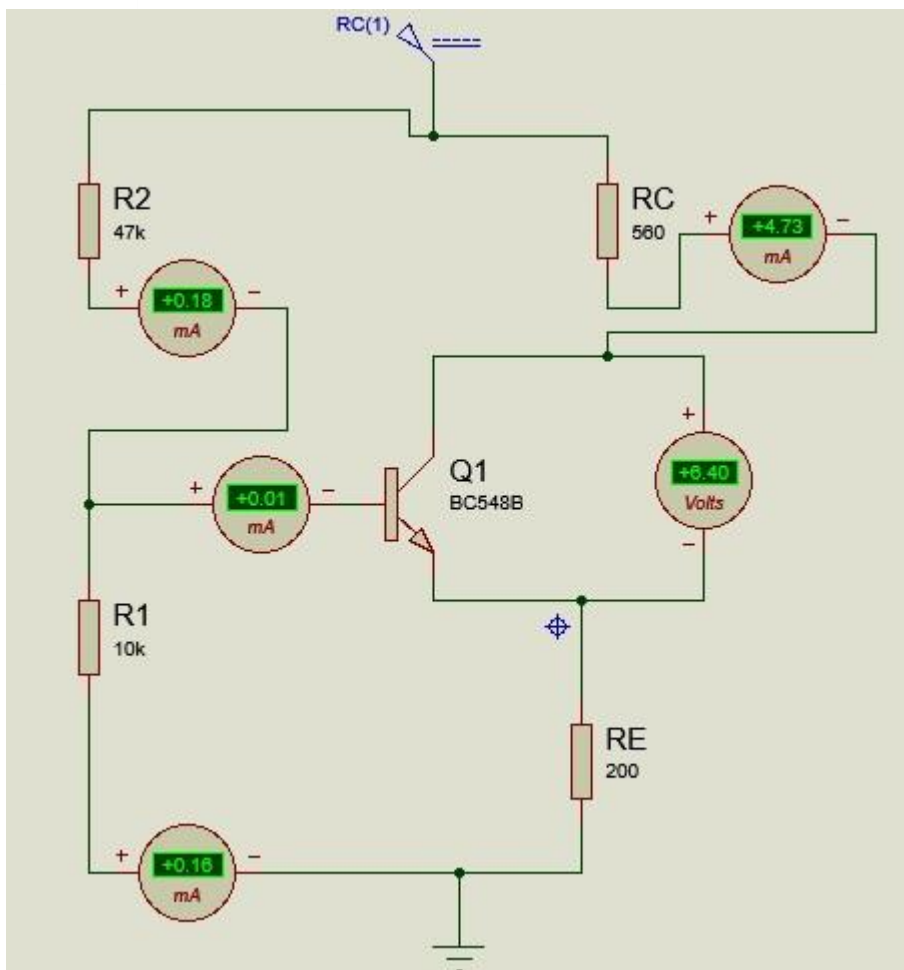 RC(1)
R2
47k
RC
560
+ +4.73 -
mA
+ +0.18 -
mA
+
+6.40
Volts
-
+ +0.01 -
mA
Q1
BC548B
R1
10k
RE
200
+ +0.16 -
mA